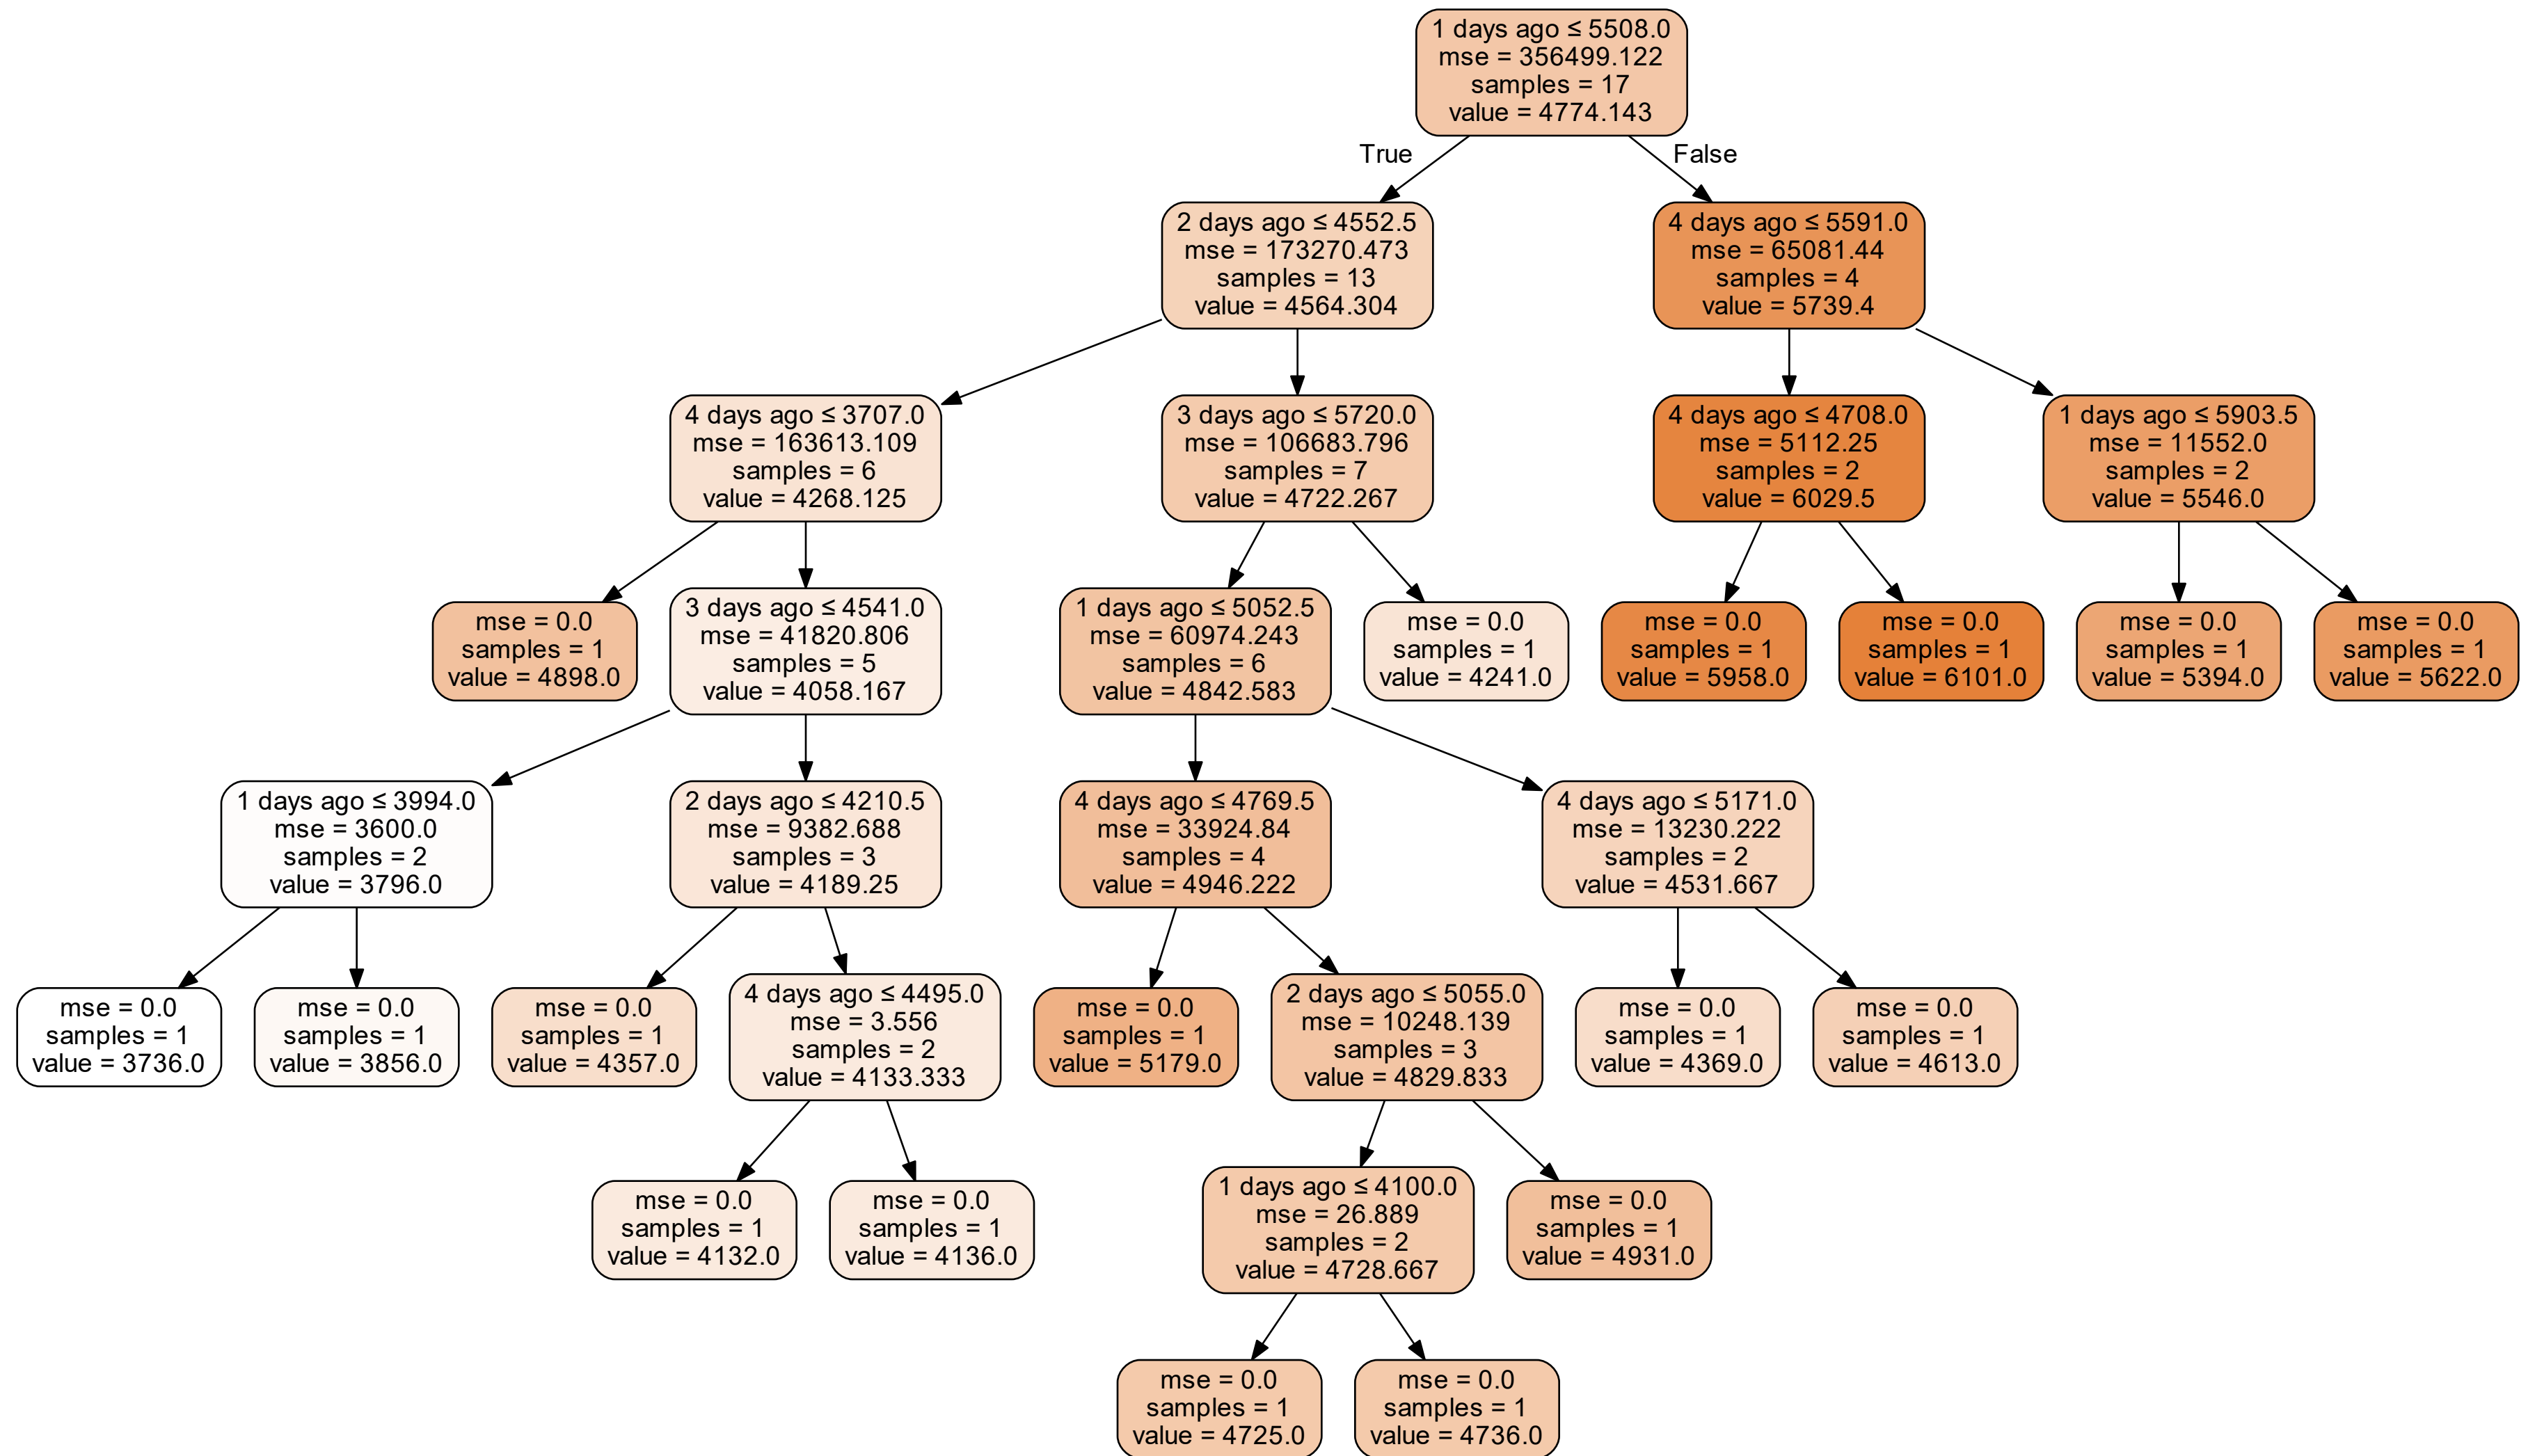 1 days ago ≤ 5508.0
mse = 356499.122
samples = 17
value = 4774.143
True
False
2 days ago ≤ 4552.5
mse = 173270.473
samples = 13
value = 4564.304
4 days ago ≤ 5591.0
mse = 65081.44
samples = 4
value = 5739.4
4 days ago ≤ 3707.0
mse = 163613.109
samples = 6
value = 4268.125
3 days ago ≤ 5720.0
mse = 106683.796
samples = 7
value = 4722.267
4 days ago ≤ 4708.0
mse = 5112.25
samples = 2
value = 6029.5
1 days ago ≤ 5903.5
mse = 11552.0
samples = 2
value = 5546.0
mse = 0.0
samples = 1
value = 4898.0
3 days ago ≤ 4541.0
mse = 41820.806
samples = 5
value = 4058.167
1 days ago ≤ 5052.5
mse = 60974.243
samples = 6
value = 4842.583
mse = 0.0
samples = 1
value = 4241.0
mse = 0.0
samples = 1
value = 5958.0
mse = 0.0
samples = 1
value = 6101.0
mse = 0.0
samples = 1
value = 5394.0
mse = 0.0
samples = 1
value = 5622.0
1 days ago ≤ 3994.0
mse = 3600.0
samples = 2
value = 3796.0
2 days ago ≤ 4210.5
mse = 9382.688
samples = 3
value = 4189.25
4 days ago ≤ 4769.5
mse = 33924.84
samples = 4
value = 4946.222
4 days ago ≤ 5171.0
mse = 13230.222
samples = 2
value = 4531.667
mse = 0.0
samples = 1
value = 3736.0
mse = 0.0
samples = 1
value = 3856.0
mse = 0.0
samples = 1
value = 4357.0
4 days ago ≤ 4495.0
mse = 3.556
samples = 2
value = 4133.333
mse = 0.0
samples = 1
value = 5179.0
2 days ago ≤ 5055.0
mse = 10248.139
samples = 3
value = 4829.833
mse = 0.0
samples = 1
value = 4369.0
mse = 0.0
samples = 1
value = 4613.0
mse = 0.0
samples = 1
value = 4132.0
mse = 0.0
samples = 1
value = 4136.0
1 days ago ≤ 4100.0
mse = 26.889
samples = 2
value = 4728.667
mse = 0.0
samples = 1
value = 4931.0
mse = 0.0
samples = 1
value = 4725.0
mse = 0.0
samples = 1
value = 4736.0